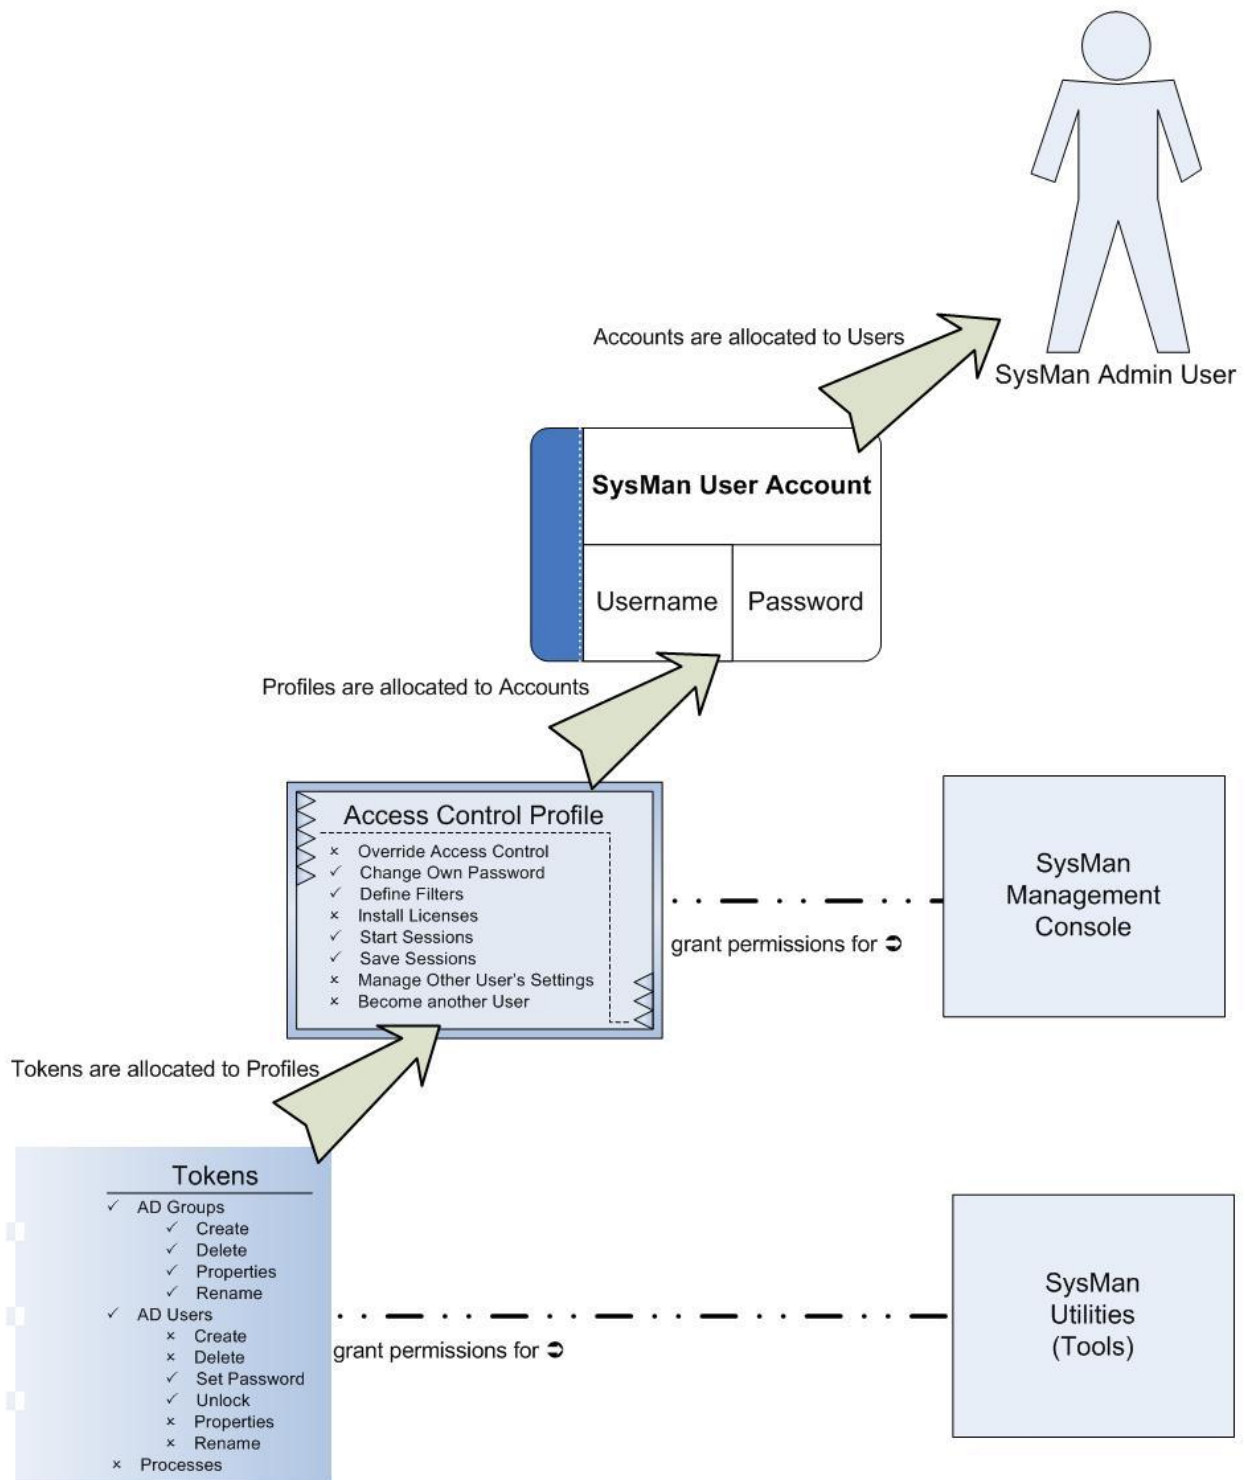 SysMan Admin User
Accounts are allocated to Users
SysMan User Account
Username Password
Profiles are allocated to Accounts
Access Control Profile
× Override Access Control
✓ Change Own Password
✓ Define Filters
× Install Licenses
✓ Start Sessions
✓ Save Sessions
× Manage Other User's Settings
× Become another User
grant permissions for ➲
SysMan
Management
Console
Tokens are allocated to Profiles
Tokens
✓ AD Groups
✓ Create
✓ Delete
✓ Properties
✓ Rename
✓ AD Users
× Create
× Delete
✓ Set Password
✓ Unlock
× Properties
× Rename
× Processes
grant permissions for ➲
SysMan
Utilities
(Tools)